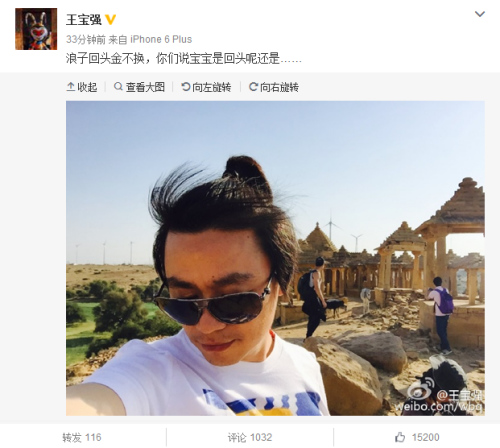 王宝强
33分钟前 来自 iPhone 6 Plus
浪子回头金不换，你们说宝宝是回头呢还是……
收起 查看大图 向左旋转 向右旋转
@王宝强
weibo.com/wbq
转发 116 评论 1032 15200